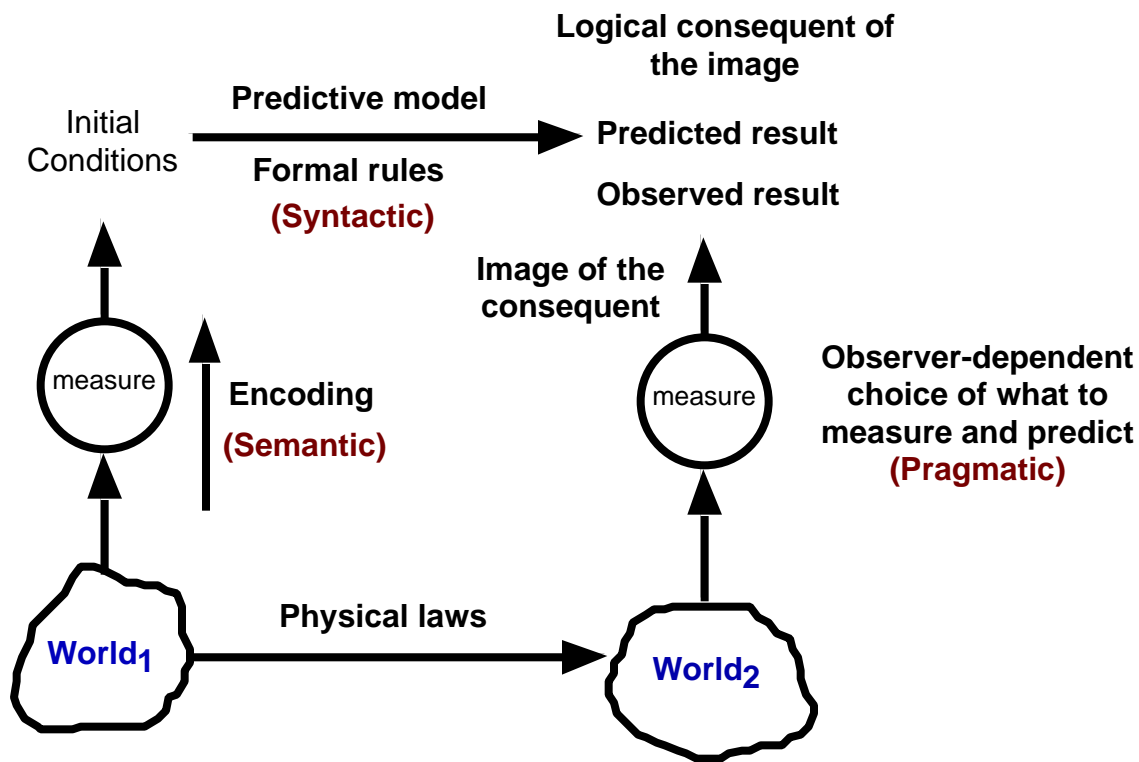 Logical consequent of
the image
Predictive model
Initial
Conditions
Predicted result
Formal rules
(Syntactic)
Observed result
Image of the
consequent
measure
Encoding
(Semantic)
measure
Observer-dependent
choice of what to
measure and predict
(Pragmatic)
Physical laws
World₁
World₂